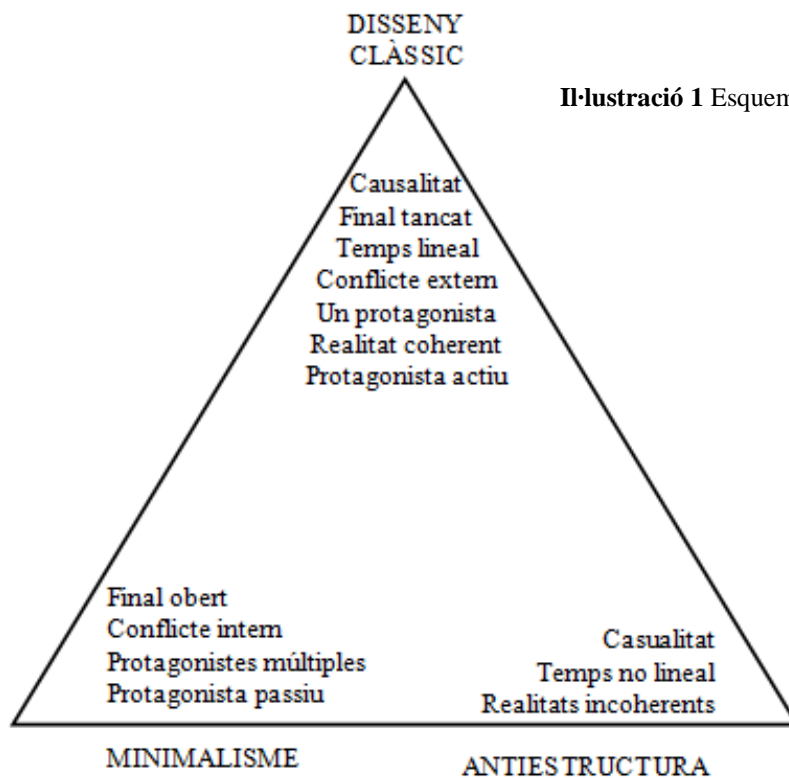 DISSENY
CLÀSSIC
Il·lustració 1 Esquem
Causalitat
Final tancat
Temps lineal
Conflicte extern
Un protagonista
Realitat coherent
Protagonista actiu
Final obert
Conflicte intern
Protagonistes múltiples
Protagonista passiu
Casualitat
Temps no lineal
Realitats incoherents
MINIMALISME
ANTIESTRUCTURA